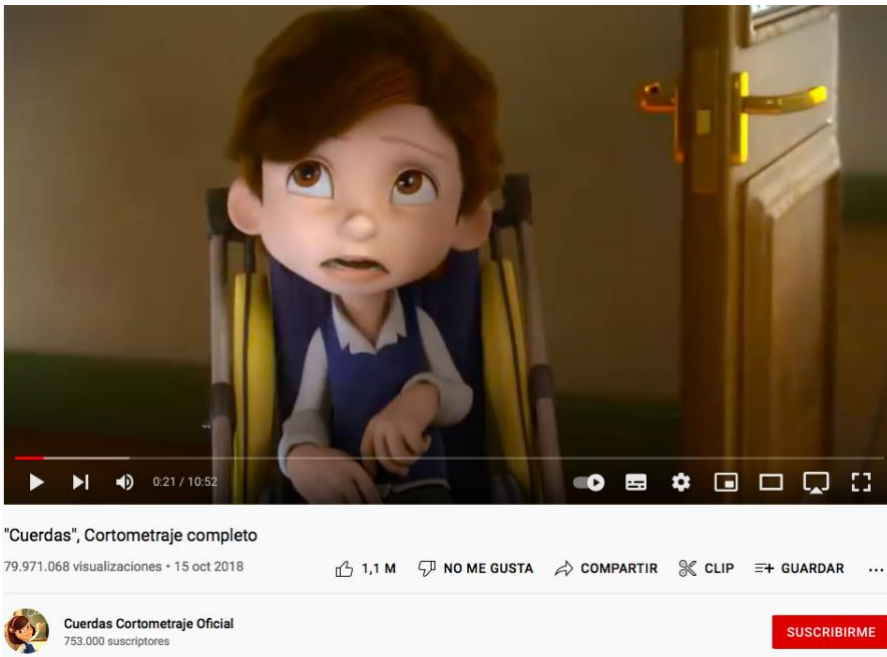 0:21 / 10:52
"Cuerdas", Cortometraje completo
79.971.068 visualizaciones • 15 oct 2018 1,1 M NO ME GUSTA COMPARTIR CLIP GUARDAR ...
Cuerdas Cortometraje Oficial
753.000 suscriptores
SUSCRIBIRME